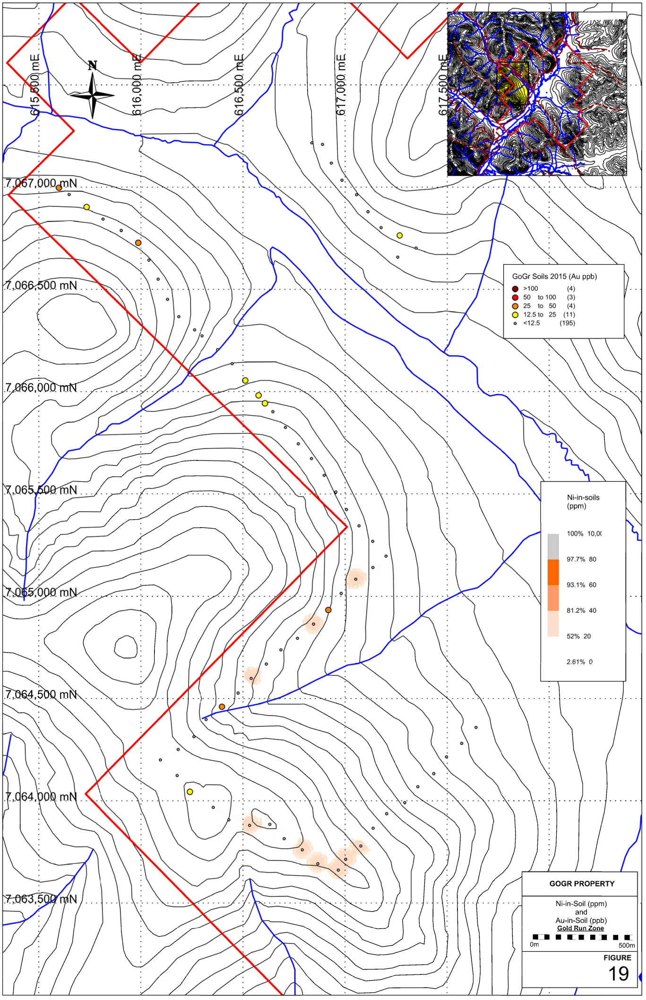 N
615,500 mE
616,000 mE
616,500 mE
617,000 mE
617,500 mE
7,067,000 mN
7,066,500 mN
7,066,000 mN
7,065,500 mN
7,065,000 mN
7,064,500 mN
7,064,000 mN
7,063,500 mN
GoGr Soils 2015 (Au ppb)
>100 (4)
50 to 100 (3)
25 to 50 (4)
12.5 to 25 (11)
<12.5 (195)
Ni-in-soils
(ppm)
100% 10,00
97.7% 80
93.1% 60
81.2% 40
52% 20
2.61% 0
GOGR PROPERTY
Ni-in-Soil (ppm)
and
Au-in-Soil (ppb)
Gold Run Zone
0m 500m
FIGURE
19